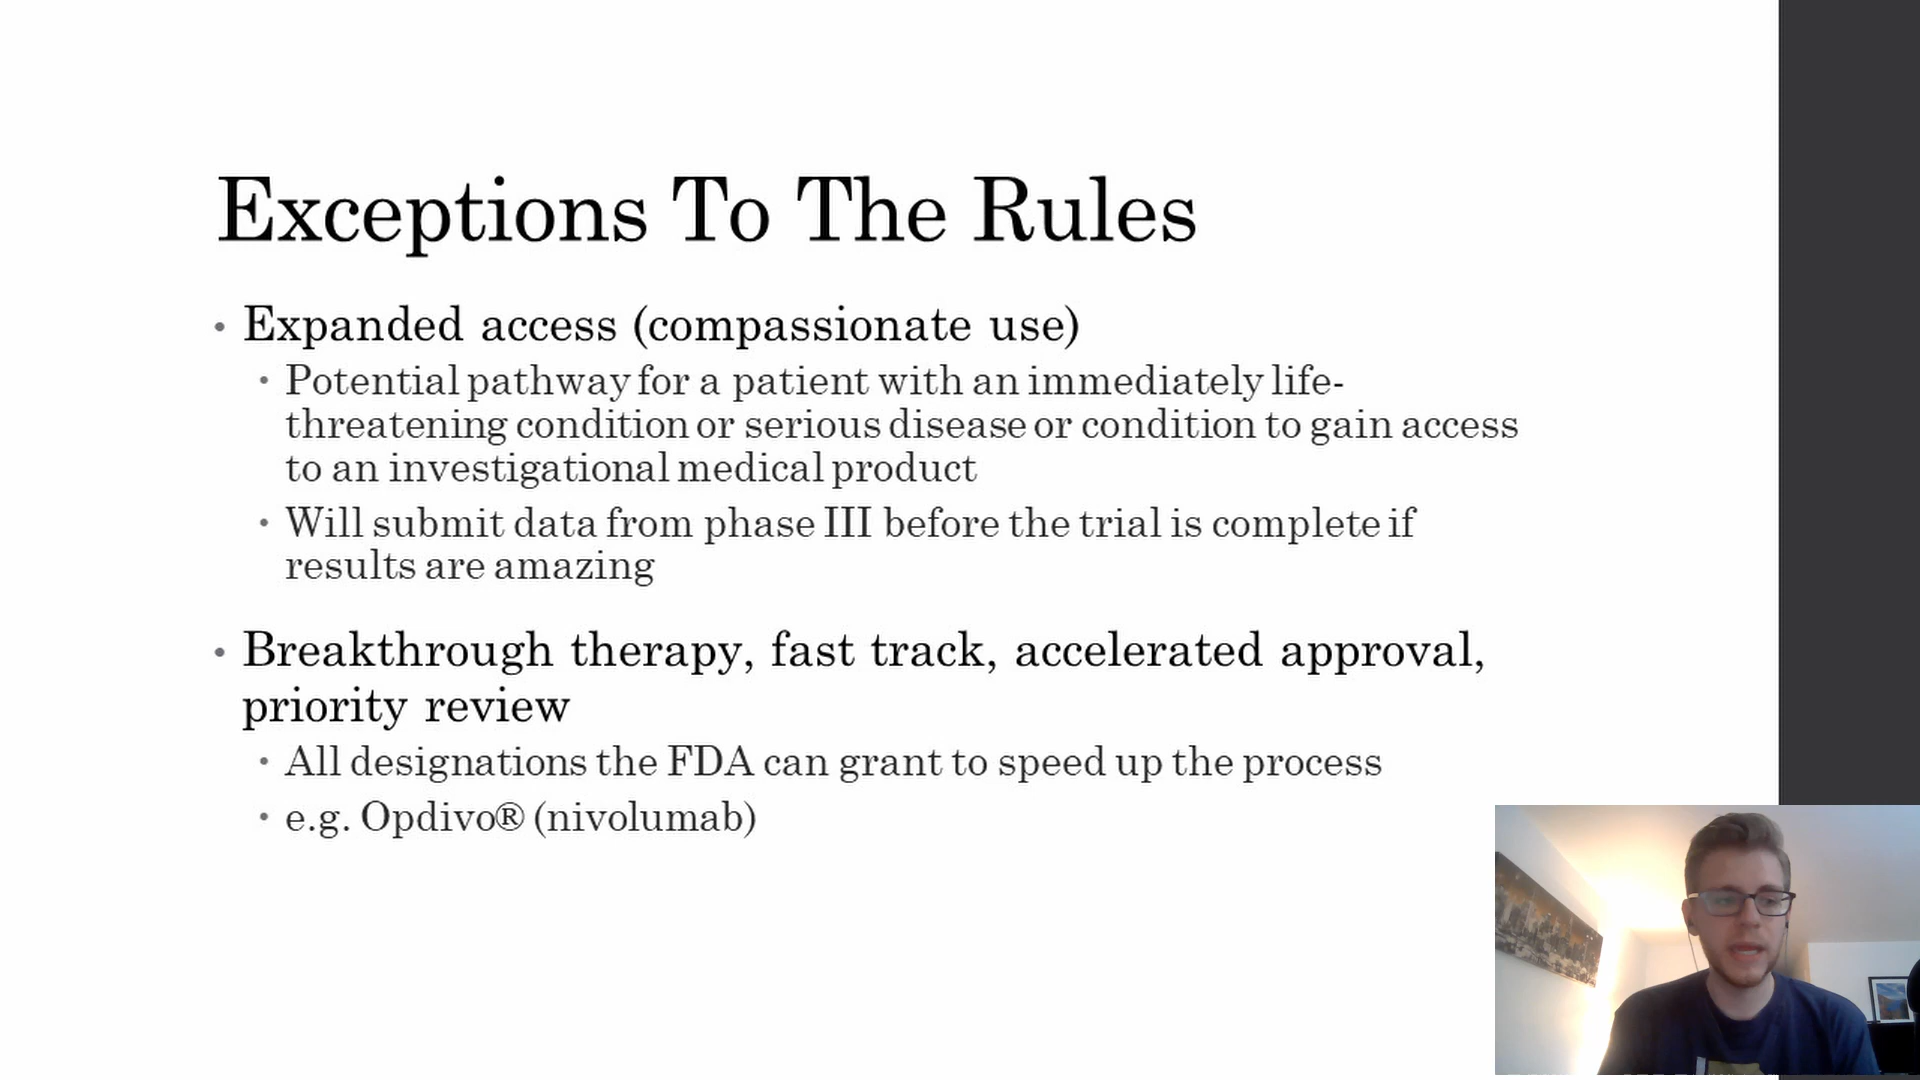 Exceptions To The Rules
• Expanded access (compassionate use)
• Potential pathway for a patient with an immediately life-
threatening condition or serious disease or condition to gain access
to an investigational medical product
• Will submit data from phase III before the trial is complete if
results are amazing
• Breakthrough therapy, fast track, accelerated approval,
priority review
• All designations the FDA can grant to speed up the process
• e.g. Opdivo® (nivolumab)